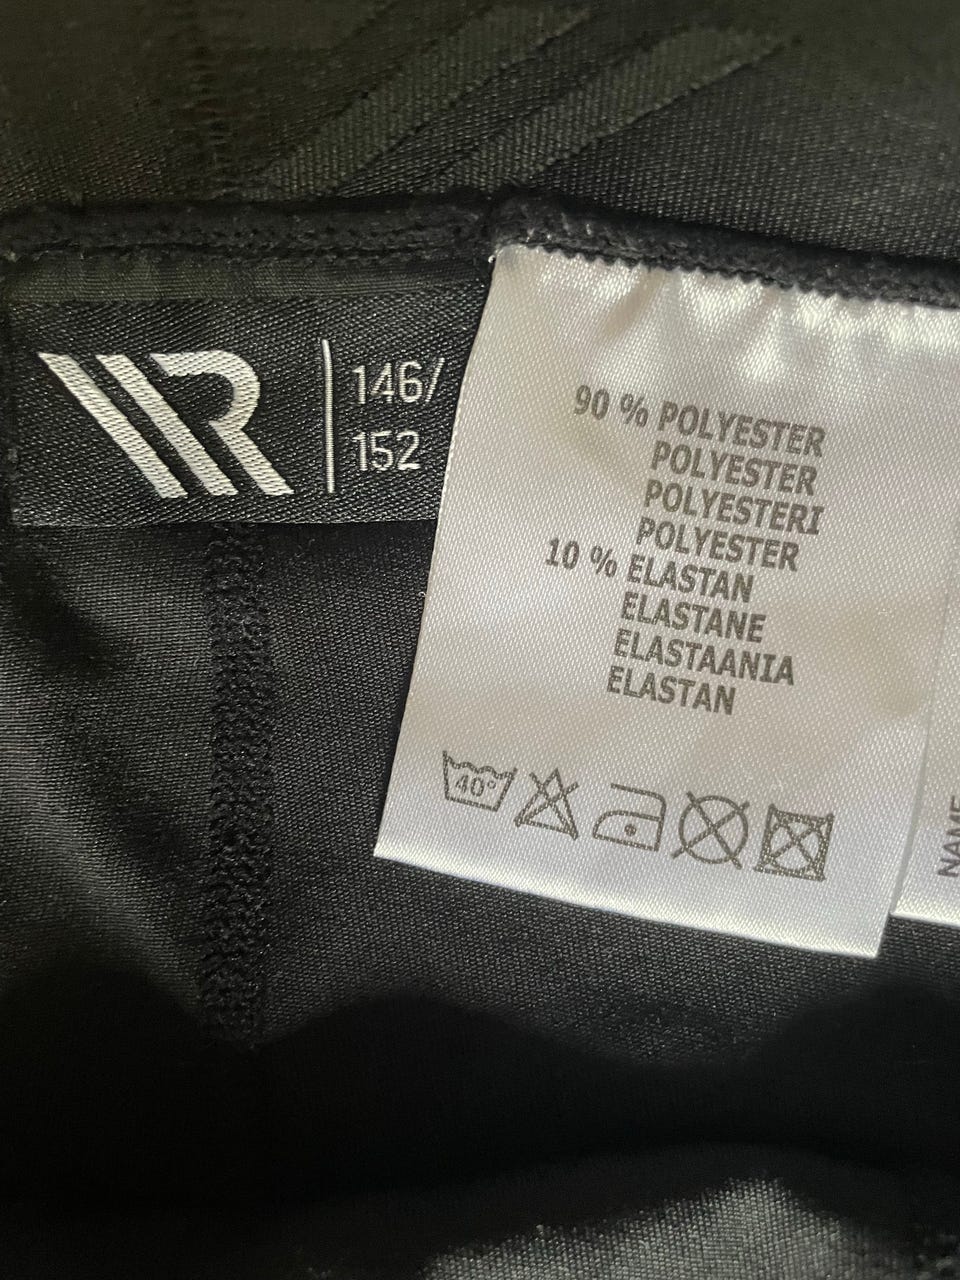 146/
152
90 % POLYESTER
POLYESTER
POLYESTERI
POLYESTER
10 % ELASTAN
ELASTANE
ELASTAANIA
ELASTAN
40°
NAME